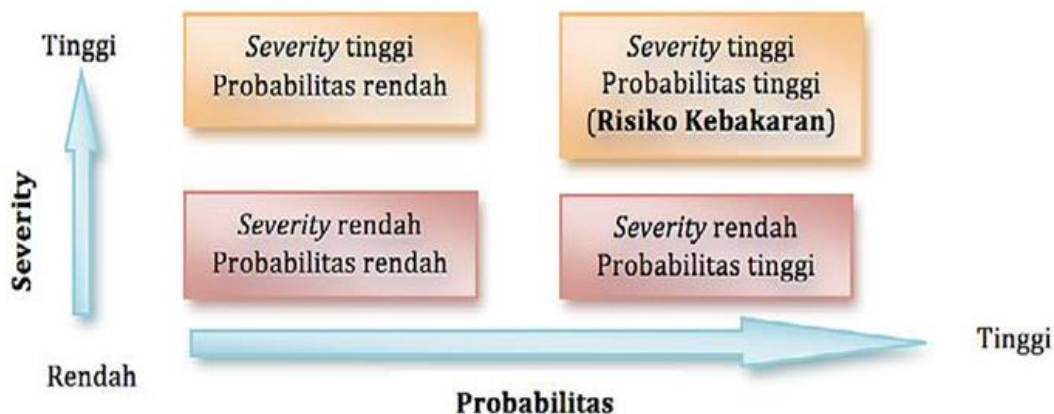 Tinggi
Severity tinggi
Probabilitas rendah
Severity tinggi
Probabilitas tinggi
(Risiko Kebakaran)
Severity
Severity rendah
Probabilitas rendah
Severity rendah
Probabilitas tinggi
Rendah
Tinggi
Probabilitas